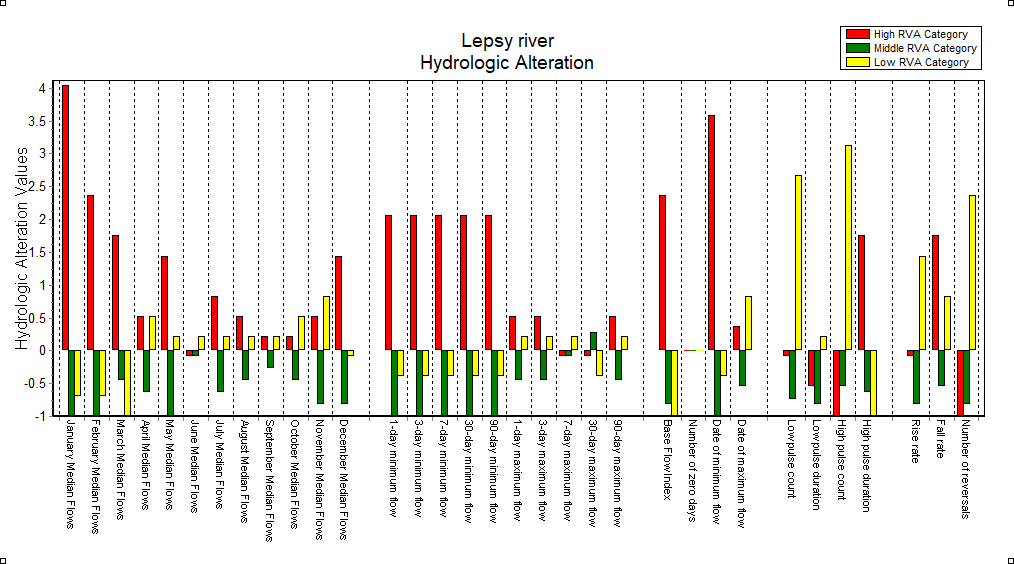 Lepsy river
Hydrologic Alteration
High RVA Category
Middle RVA Category
Low RVA Category
Hydrologic Alteration Values
4
3.5
3
2.5
2
1.5
1
0.5
0
-0.5
-1
January Median Flows
February Median Flows
March Median Flows
April Median Flows
May Median Flows
June Median Flows
July Median Flows
August Median Flows
September Median Flows
October Median Flows
November Median Flows
December Median Flows
1-day minimum flow
3-day minimum flow
7-day minimum flow
30-day minimum flow
90-day minimum flow
1-day maximum flow
3-day maximum flow
7-day maximum flow
30-day maximum flow
90-day maximum flow
Base Flow Index
Number of zero days
Date of minimum flow
Date of maximum flow
Low pulse count
Low pulse duration
High pulse count
High pulse duration
Rise rate
Fall rate
Number of reversals